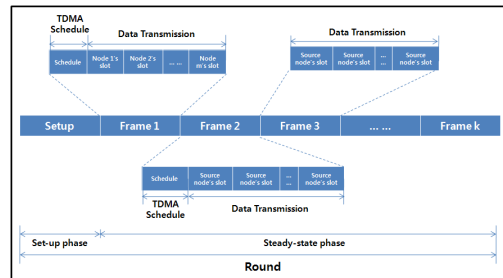 TDMA
Schedule
Data Transmission
Data Transmission
Schedule
Node 1's
slot
Node 2's
slot
... ...
Node
m's slot
Source
node's slot
Source
node's slot
...
...
Source
node's slot
Setup
Frame 1
Frame 2
Frame 3
... ...
Frame k
Schedule
Source
node's slot
Source
node's slot
...
...
Source
node's slot
TDMA
Schedule
Data Transmission
Set-up phase
Steady-state phase
Round